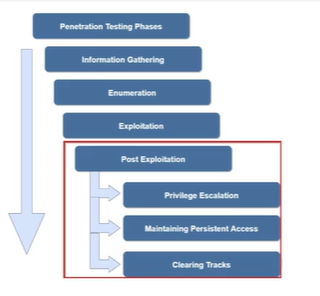 Penetration Testing Phases
Information Gathering
Enumeration
Exploitation
Post Exploitation
Privilege Escalation
Maintaining Persistent Access
Clearing Tracks